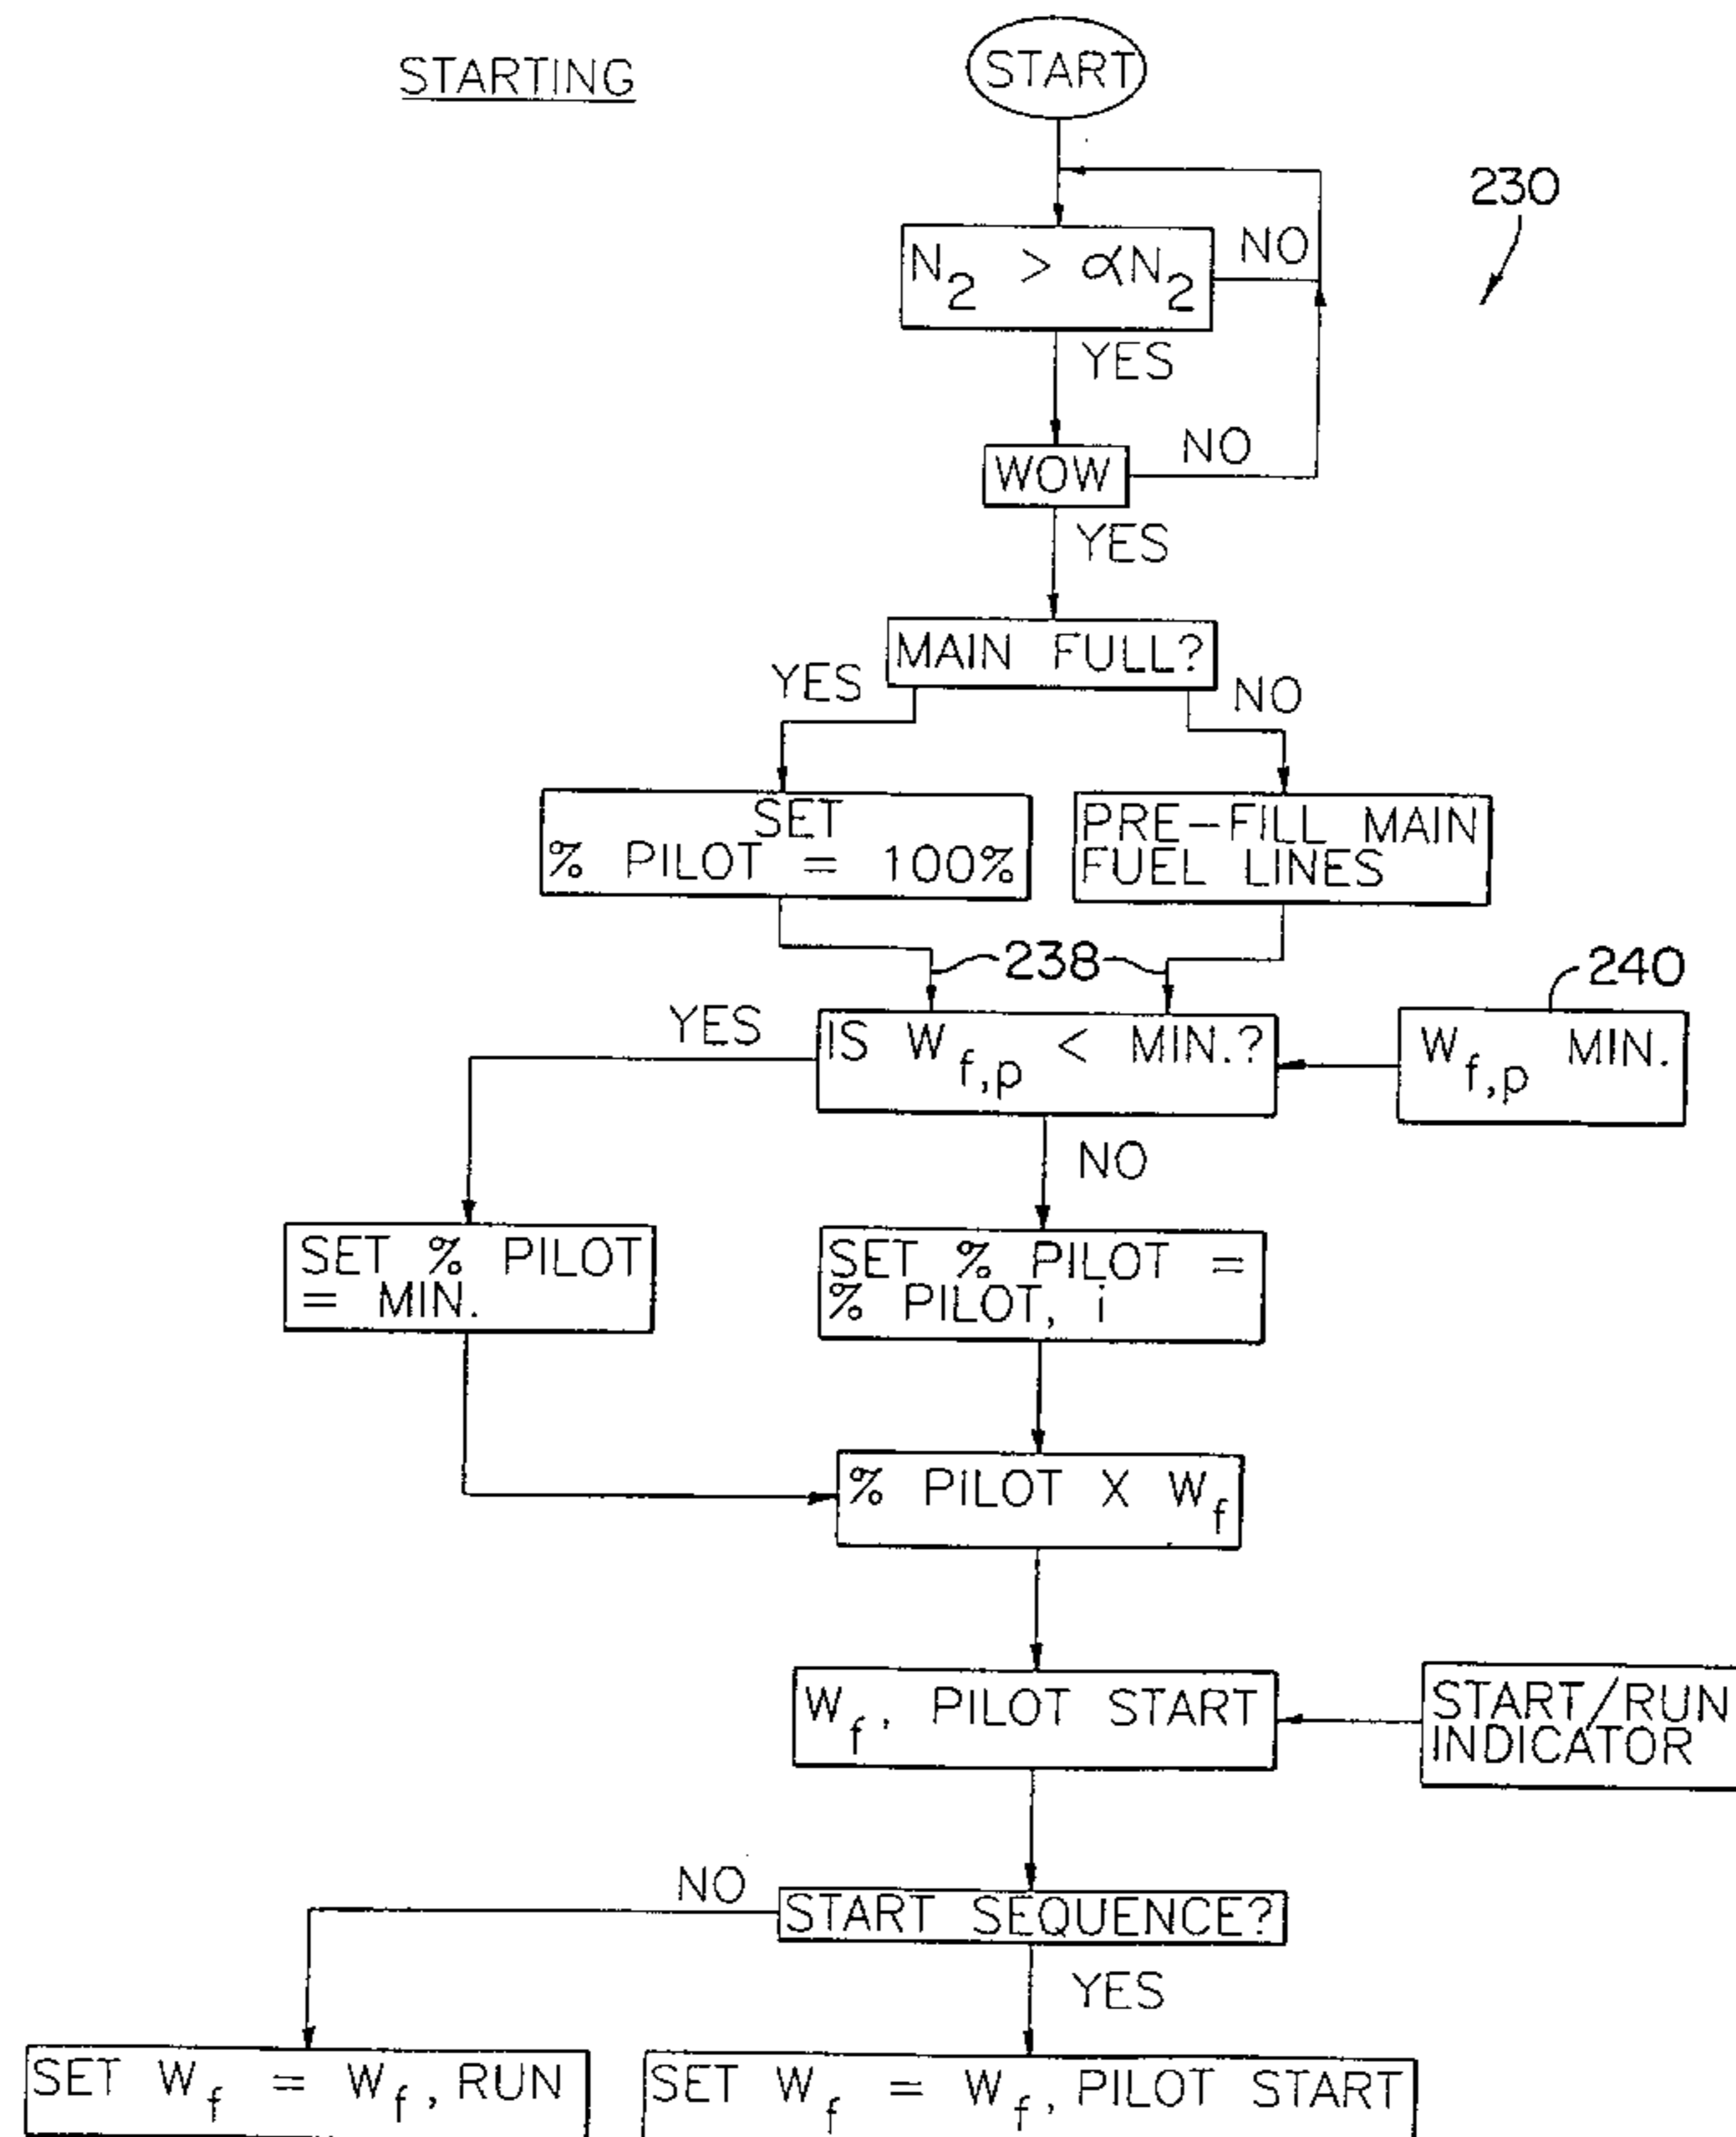 STARTING
START
230
N2 > αN2
NO
YES
WOW
NO
YES
MAIN FULL?
YES
NO
SET
% PILOT = 100%
PRE-FILL MAIN
FUEL LINES
238
240
YES
IS Wf,p < MIN.?
Wf,p MIN.
NO
SET % PILOT
= MIN.
SET % PILOT =
% PILOT, i
% PILOT X Wf
Wf, PILOT START
START/RUN
INDICATOR
NO
START SEQUENCE?
YES
SET Wf = Wf, RUN
SET Wf = Wf, PILOT START